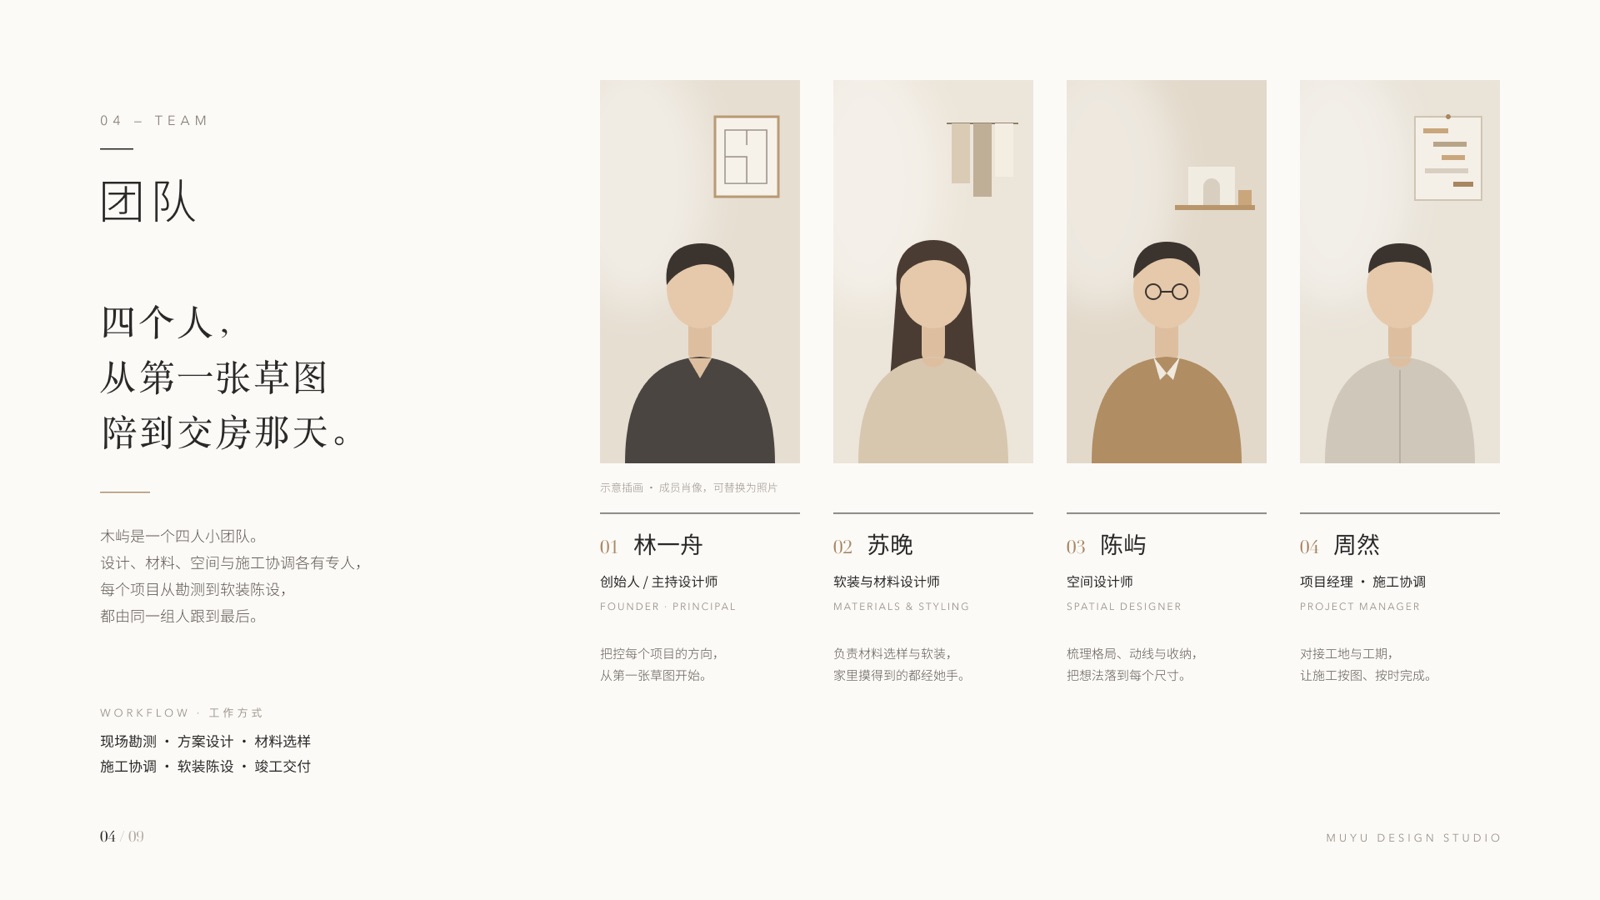 04 – TEAM
团队
四个人，
从第一张草图
陪到交房那天。
木屿是一个四人小团队。
设计、材料、空间与施工协调各有专人，
每个项目从勘测到软装陈设，
都由同一组人跟到最后。
WORKFLOW · 工作方式
现场勘测 · 方案设计 · 材料选样
施工协调 · 软装陈设 · 竣工交付
示意插画 · 成员肖像，可替换为照片
01 林一舟
创始人 / 主持设计师
FOUNDER · PRINCIPAL
把控每个项目的方向，
从第一张草图开始。
02 苏晚
软装与材料设计师
MATERIALS & STYLING
负责材料选样与软装，
家里摸得到的都经她手。
03 陈屿
空间设计师
SPATIAL DESIGNER
梳理格局、动线与收纳，
把想法落到每个尺寸。
04 周然
项目经理 · 施工协调
PROJECT MANAGER
对接工地与工期，
让施工按图、按时完成。
04 / 09
MUYU DESIGN STUDIO